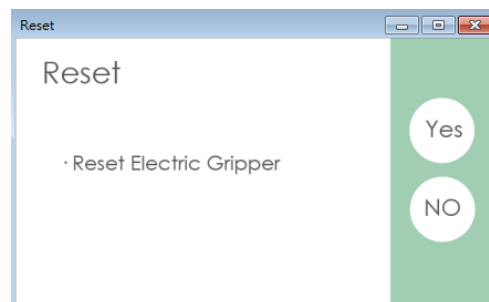 Reset
Reset
· Reset Electric Gripper
Yes
NO